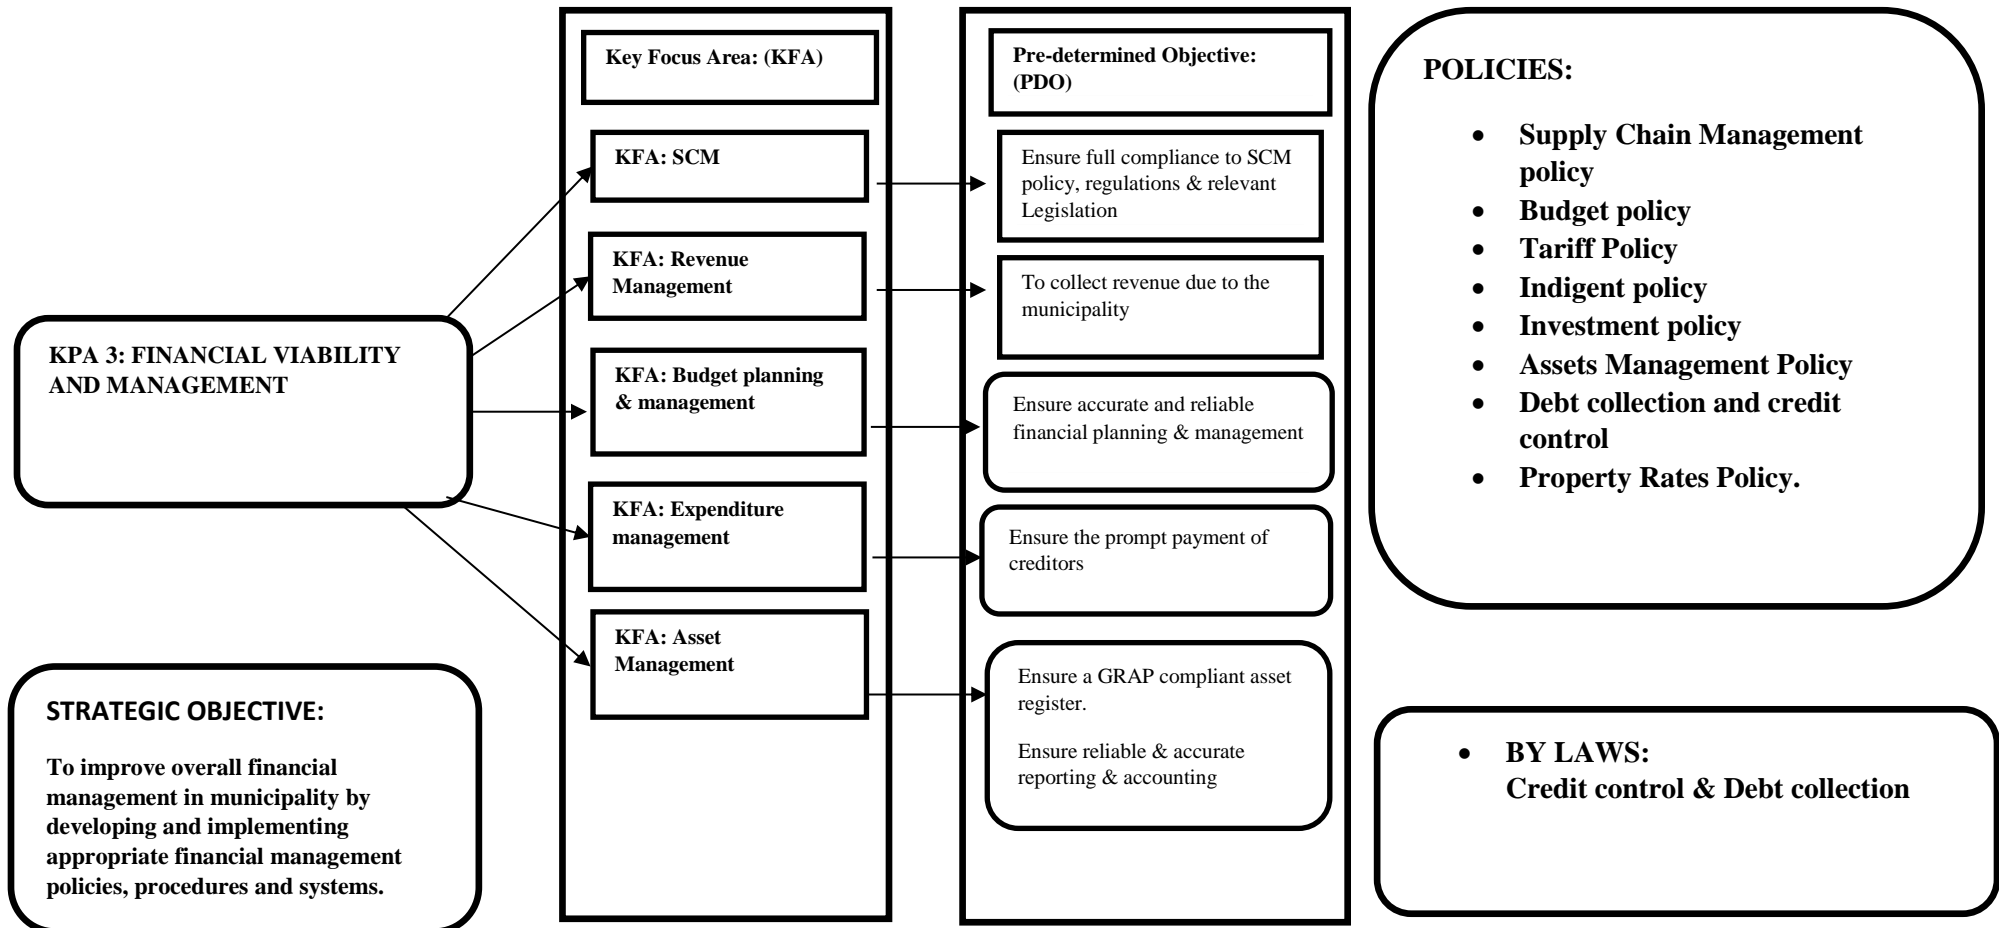 KPA 3: FINANCIAL VIABILITY
AND MANAGEMENT
STRATEGIC OBJECTIVE:
To improve overall financial
management in municipality by
developing and implementing
appropriate financial management
policies, procedures and systems.
Key Focus Area: (KFA)
KFA: SCM
KFA: Revenue
Management
KFA: Budget planning
& management
KFA: Expenditure
management
KFA: Asset
Management
Pre-determined Objective:
(PDO)
Ensure full compliance to SCM
policy, regulations & relevant
Legislation
To collect revenue due to the
municipality
Ensure accurate and reliable
financial planning & management
Ensure the prompt payment of
creditors
Ensure a GRAP compliant asset
register.
Ensure reliable & accurate
reporting & accounting
POLICIES:
• Supply Chain Management
policy
• Budget policy
• Tariff Policy
• Indigent policy
• Investment policy
• Assets Management Policy
• Debt collection and credit
control
• Property Rates Policy.
• BY LAWS:
Credit control & Debt collection